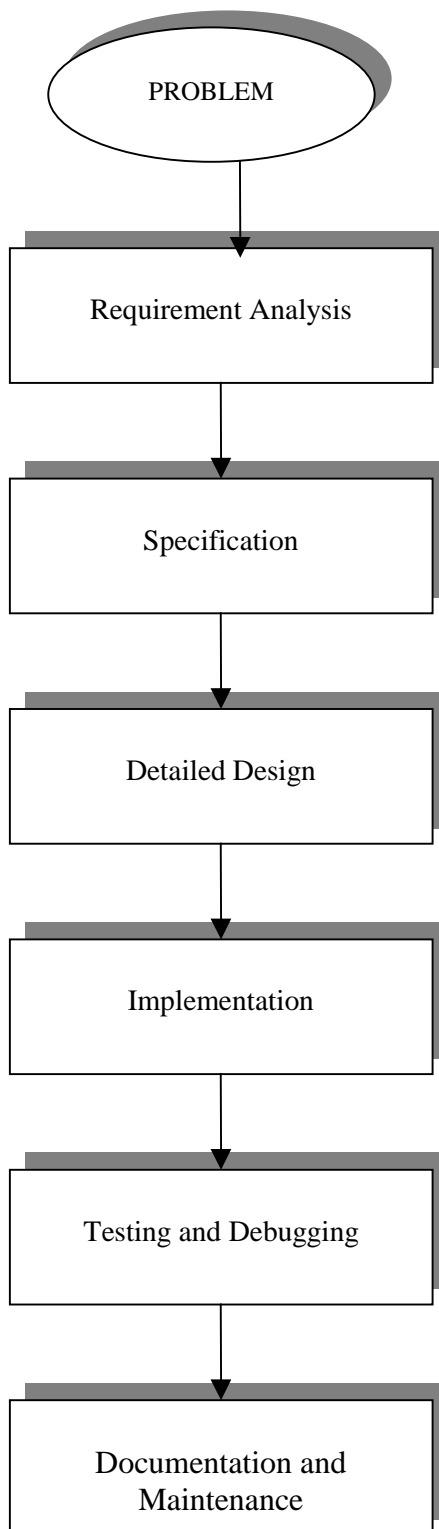 PROBLEM
Requirement Analysis
Specification
Detailed Design
Implementation
Testing and Debugging
Documentation and
Maintenance